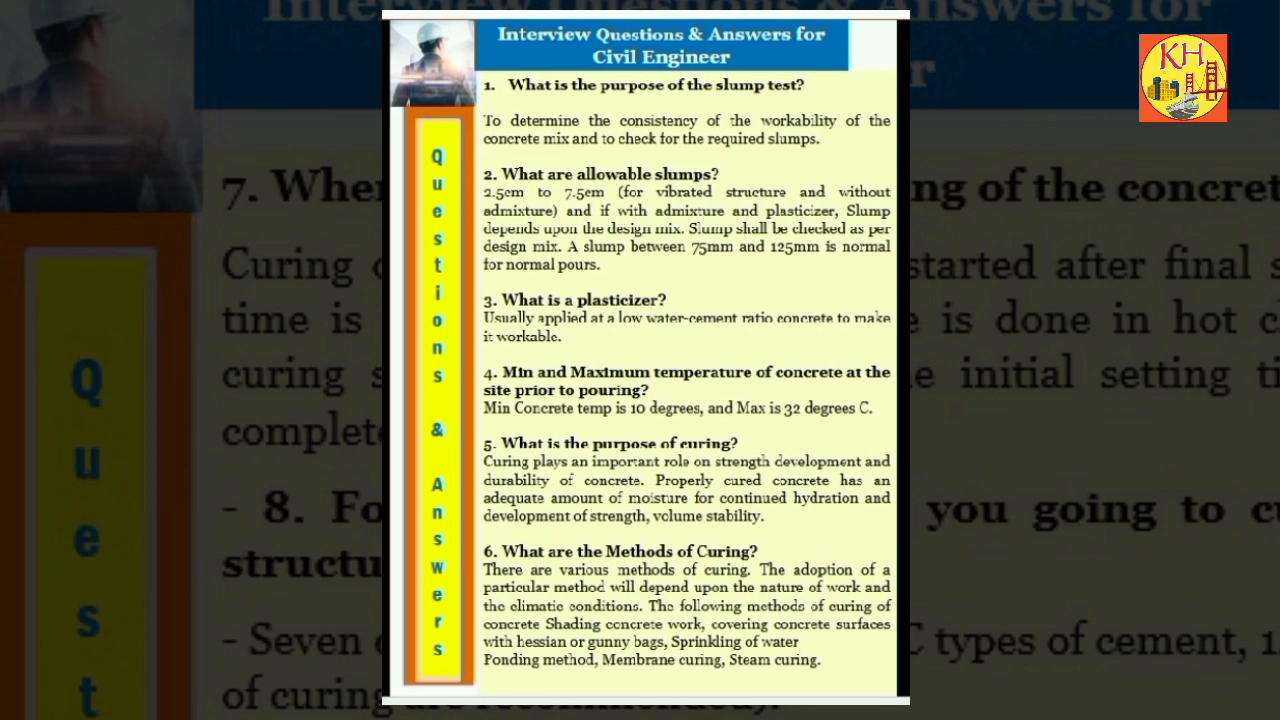 Interview Questions & Answers for
Civil Engineer
KH
Questions & Answers
1. What is the purpose of the slump test?
To determine the consistency of the workability of the
concrete mix and to check for the required slumps.
2. What are allowable slumps?
2.5cm to 7.5cm (for vibrated structure and without
admixture) and if with admixture and plasticizer, Slump
depends upon the design mix. Slump shall be checked as per
design mix. A slump between 75mm and 125mm is normal
for normal pours.
3. What is a plasticizer?
Usually applied at a low water-cement ratio concrete to make
it workable.
4. Min and Maximum temperature of concrete at the
site prior to pouring?
Min Concrete temp is 10 degrees, and Max is 32 degrees C.
5. What is the purpose of curing?
Curing plays an important role on strength development and
durability of concrete. Properly cured concrete has an
adequate amount of moisture for continued hydration and
development of strength, volume stability.
6. What are the Methods of Curing?
There are various methods of curing. The adoption of a
particular method will depend upon the nature of work and
the climatic conditions. The following methods of curing of
concrete Shading concrete work, covering concrete surfaces
with hessian or gunny bags, Sprinkling of water
Ponding method, Membrane curing, Steam curing.
7. ng of the concret
Curing started after final
time is e is done in hot
curing initial setting
- 8. you going to
- Seven types of cement,
of curing
Quest